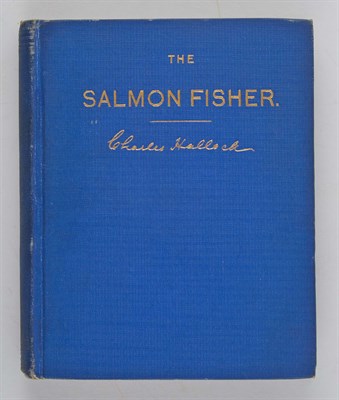 THE
SALMON FISHER.
Charles Hallock